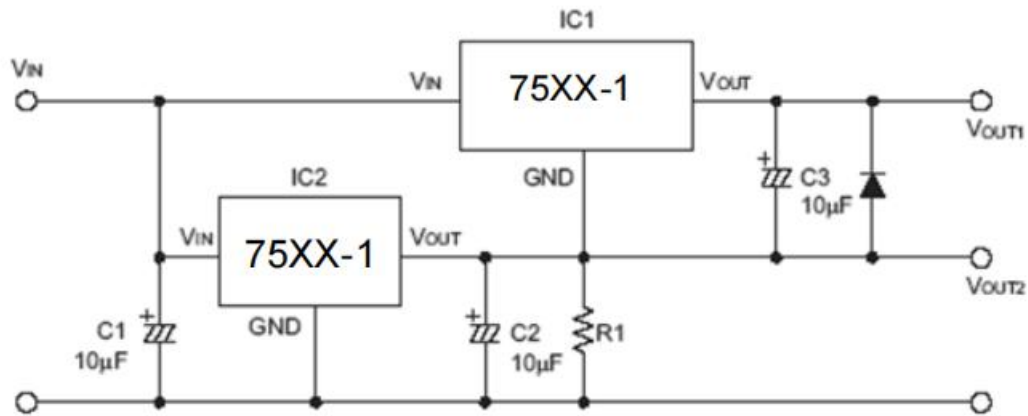 IC1
VIN
VIN
75XX-1
VOUT
VOUT1
GND
+
C3
10µF
IC2
VIN
75XX-1
VOUT
VOUT2
GND
+
C1
10µF
+
C2
10µF
R1